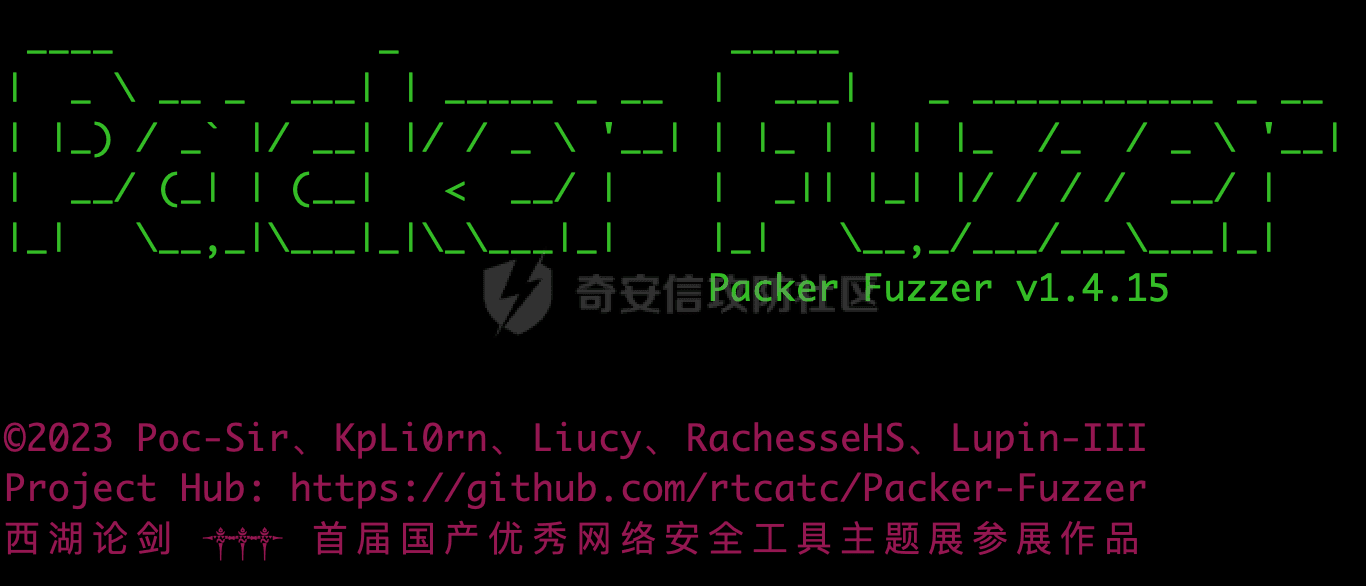 Packer Fuzzer
奇安信攻防社区
Packer Fuzzer v1.4.15
©2023 Poc-Sir、KpLi0rn、Liucy、RachesseHS、Lupin-III
Project Hub: https://github.com/rtcatc/Packer-Fuzzer
西湖论剑 ༺༒༻ 首届国产优秀网络安全工具主题展参展作品